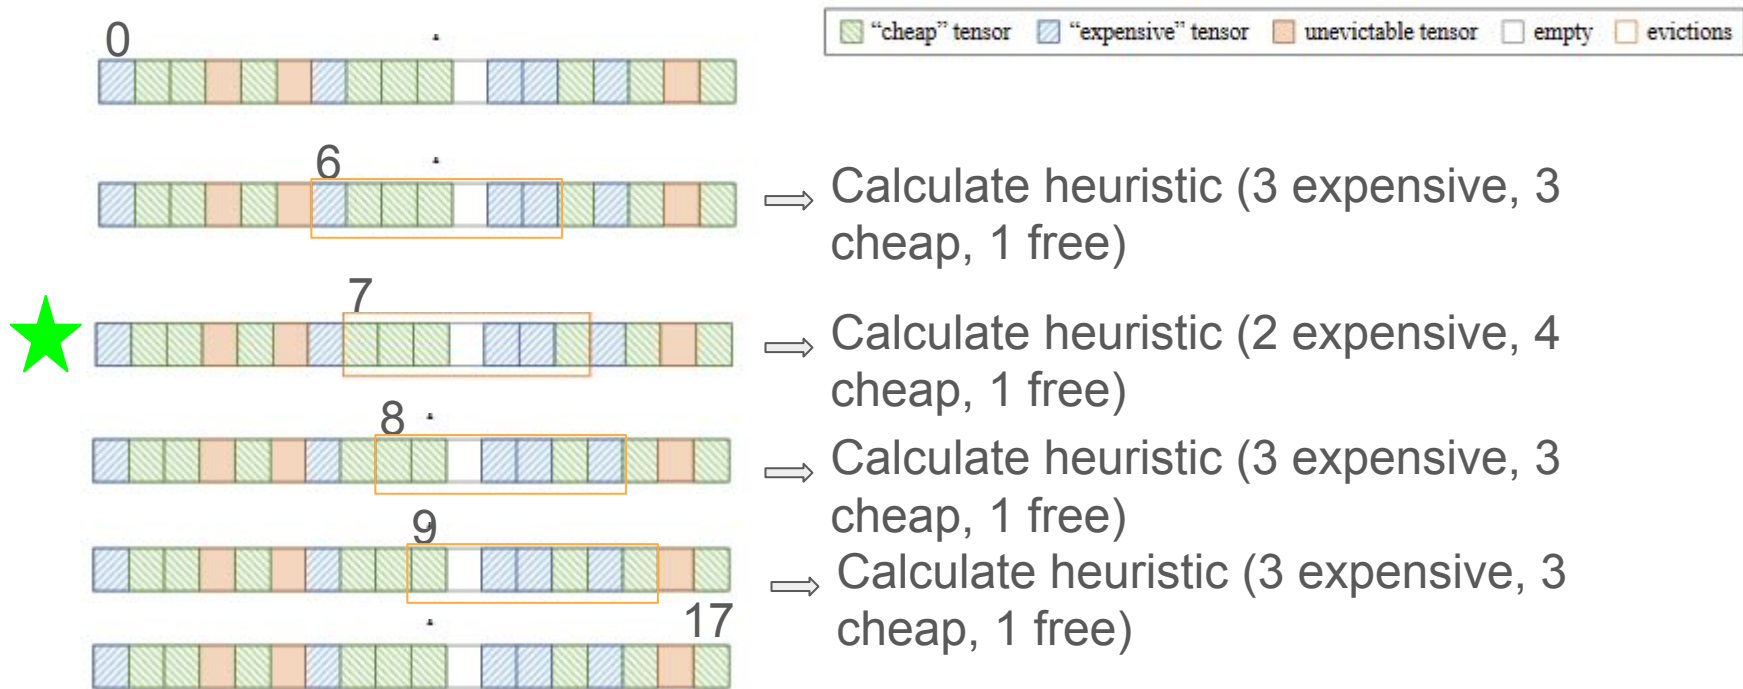 0
“cheap” tensor “expensive” tensor unevictable tensor empty evictions
6
Calculate heuristic (3 expensive, 3
cheap, 1 free)
7
Calculate heuristic (2 expensive, 4
cheap, 1 free)
8
Calculate heuristic (3 expensive, 3
cheap, 1 free)
9
Calculate heuristic (3 expensive, 3
cheap, 1 free)
17